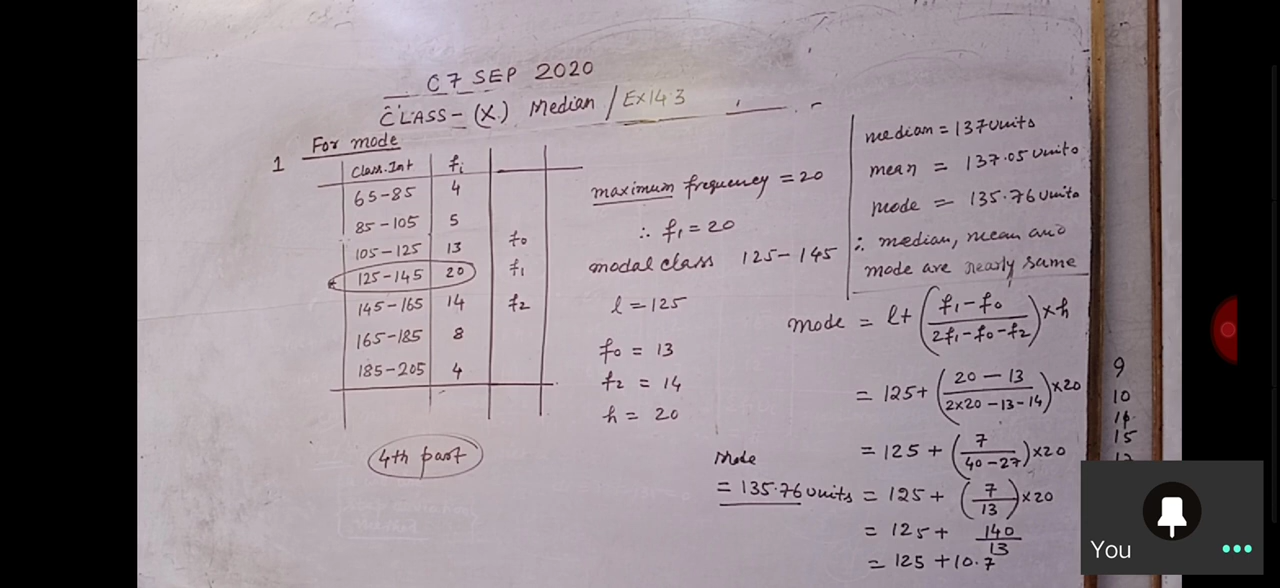 07 SEP 2020
CLASS - (X.) Median / EX14.3
1 For mode
Class.Int fi
65-85 4
85-105 5
105-125 13 f0
125-145 20 f1
145-165 14 f2
165-185 8
185-205 4
4th part
maximum frequency = 20
∴ f1 = 20
modal class 125-145
l = 125
f0 = 13
f2 = 14
h = 20
median = 137 units
mean = 137.05 units
mode = 135.76 units
∴ median, mean and
mode are nearly same
mode = l + (f1 - f0 / 2f1 - f0 - f2) × h
= 125 + (20 - 13 / 2×20 - 13 - 14) × 20
= 125 + (7 / 40 - 27) × 20
= 125 + (7 / 13) × 20
= 125 + 140 / 13
= 125 + 10.7
Mode
= 135.76 units
9
10
15
You